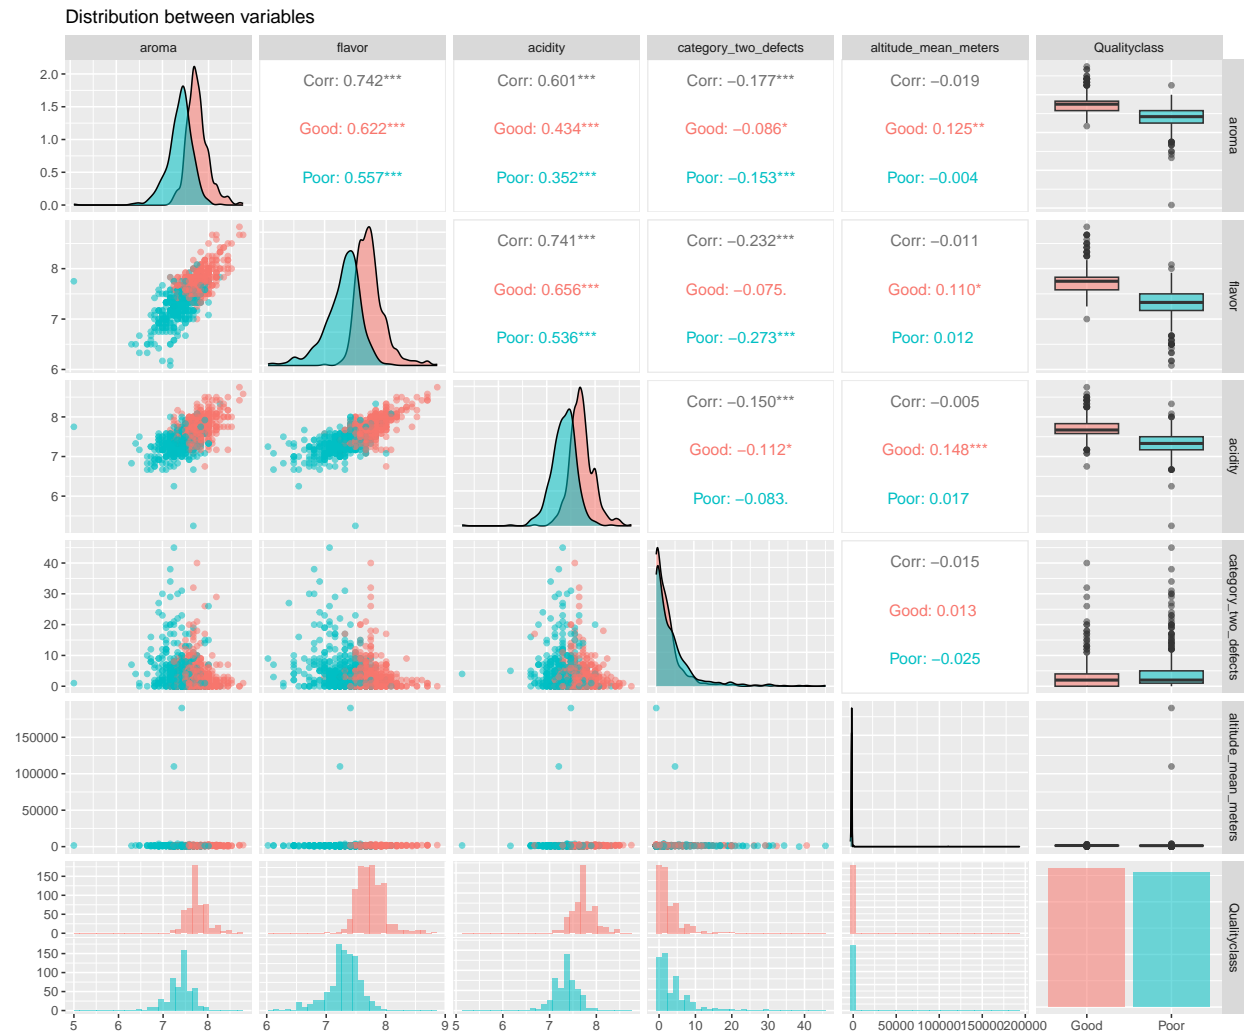 Distribution between variables
aroma flavor acidity category_two_defects altitude_mean_meters Qualityclass
2.0 Corr: 0.742*** Corr: 0.601*** Corr: −0.177*** Corr: −0.019
1.5
Good: 0.622*** Good: 0.434*** Good: −0.086* Good: 0.125** aroma
1.0
0.5 Poor: 0.557*** Poor: 0.352*** Poor: −0.153*** Poor: −0.004
0.0
Corr: 0.741*** Corr: −0.232*** Corr: −0.011
8
Good: 0.656*** Good: −0.075. Good: 0.110* flavor
7
Poor: 0.536*** Poor: −0.273*** Poor: 0.012
6
Corr: −0.150*** Corr: −0.005
8
Good: −0.112* Good: 0.148*** acidity
7
6 Poor: −0.083. Poor: 0.017
40 Corr: −0.015
30
20 Good: 0.013 category_two_defects
10 Poor: −0.025
0
150000
100000 altitude_mean_meters
50000
0
150
100
50
0 Qualityclass
150
100
50
0
5 6 7 8 6 7 8 9 5 6 7 8 0 10 20 30 40 0 50000 100000 150000 200000 Good Poor